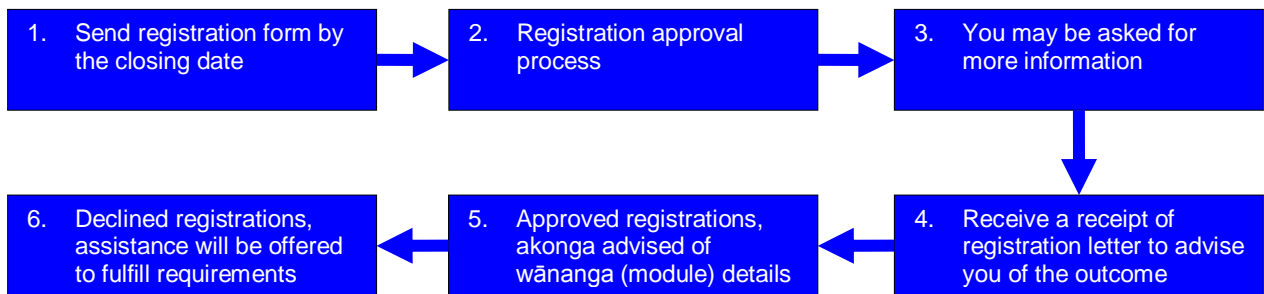 1. Send registration form by
the closing date
2. Registration approval
process
3. You may be asked for
more information
4. Receive a receipt of
registration letter to advise
you of the outcome
5. Approved registrations,
akonga advised of
wānanga (module) details
6. Declined registrations,
assistance will be offered
to fulfill requirements